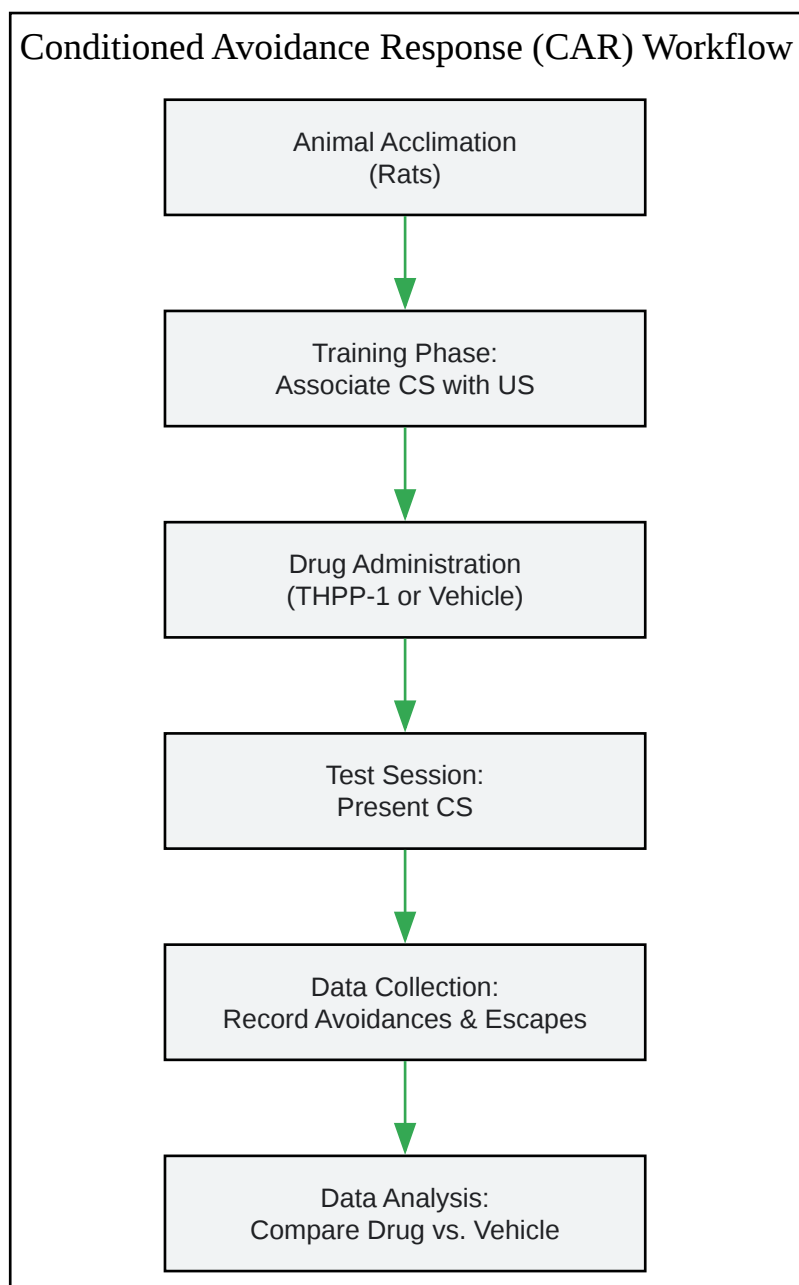 Conditioned Avoidance Response (CAR) Workflow
Animal Acclimation
(Rats)
Training Phase:
Associate CS with US
Drug Administration
(THPP-1 or Vehicle)
Test Session:
Present CS
Data Collection:
Record Avoidances & Escapes
Data Analysis:
Compare Drug vs. Vehicle